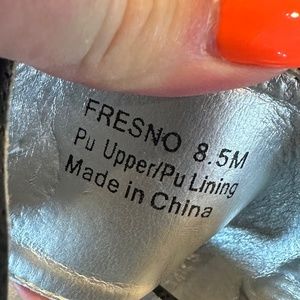 FRESNO 8.5M
Pu Upper/Pu Lining
Made in China